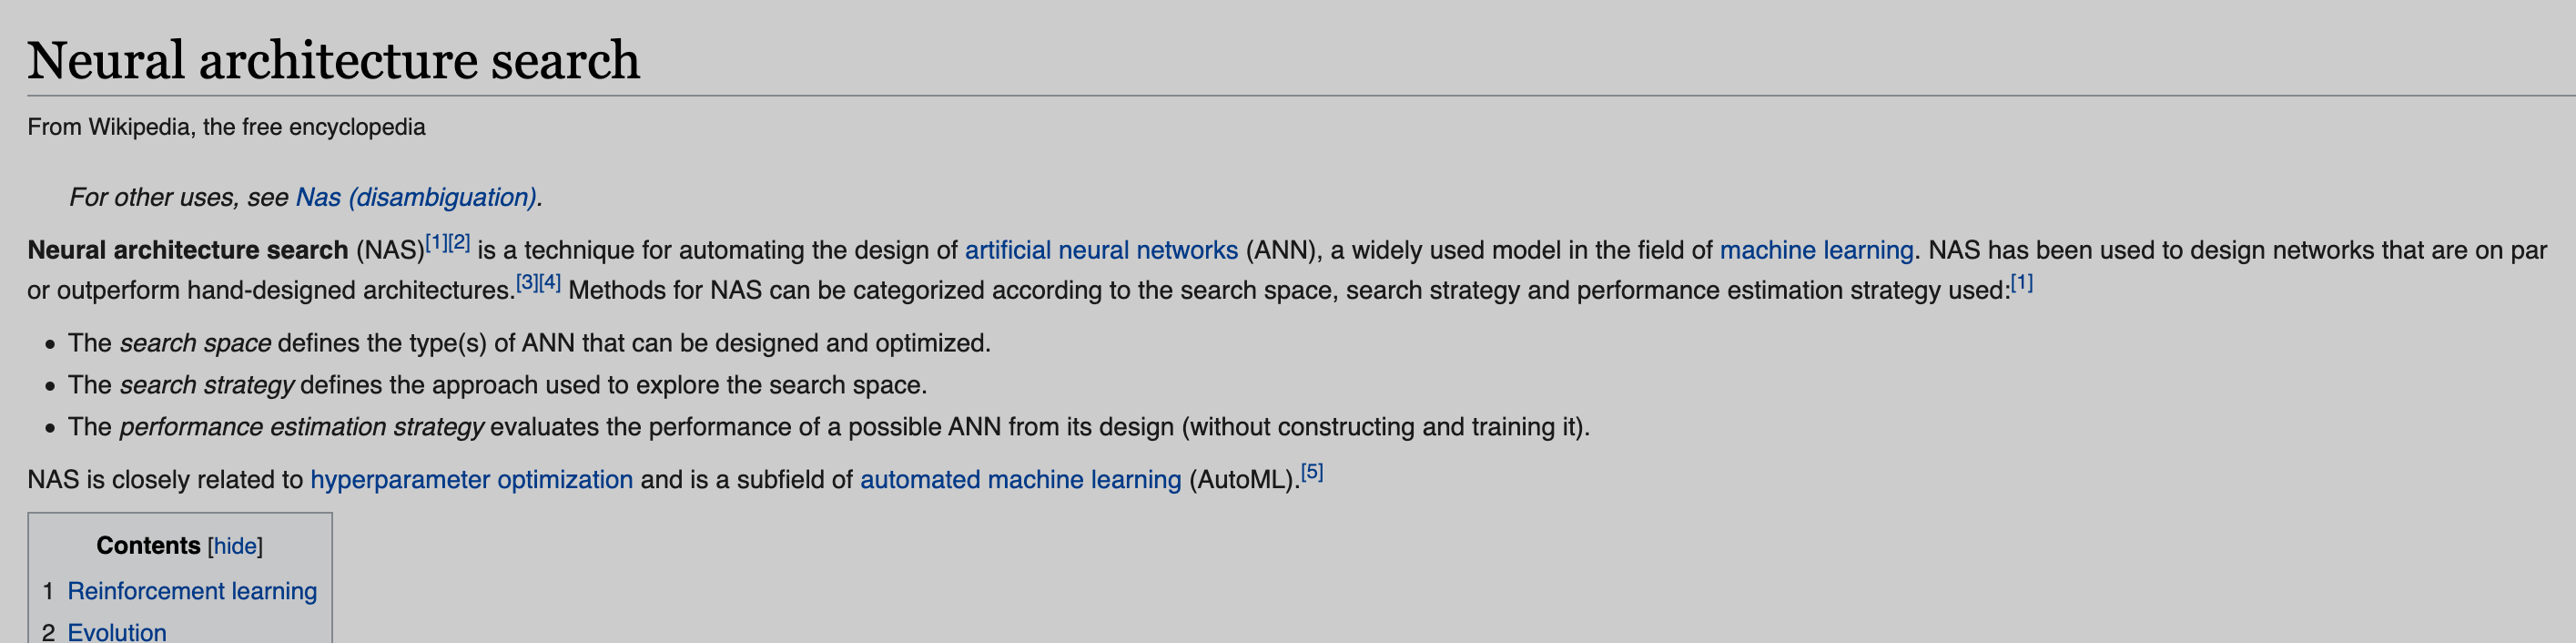 Neural architecture search
From Wikipedia, the free encyclopedia
For other uses, see Nas (disambiguation).
Neural architecture search (NAS)[1][2] is a technique for automating the design of artificial neural networks (ANN), a widely used model in the field of machine learning. NAS has been used to design networks that are on par
or outperform hand-designed architectures.[3][4] Methods for NAS can be categorized according to the search space, search strategy and performance estimation strategy used:[1]
• The search space defines the type(s) of ANN that can be designed and optimized.
• The search strategy defines the approach used to explore the search space.
• The performance estimation strategy evaluates the performance of a possible ANN from its design (without constructing and training it).
NAS is closely related to hyperparameter optimization and is a subfield of automated machine learning (AutoML).[5]
Contents [hide]
1 Reinforcement learning
2 Evolution